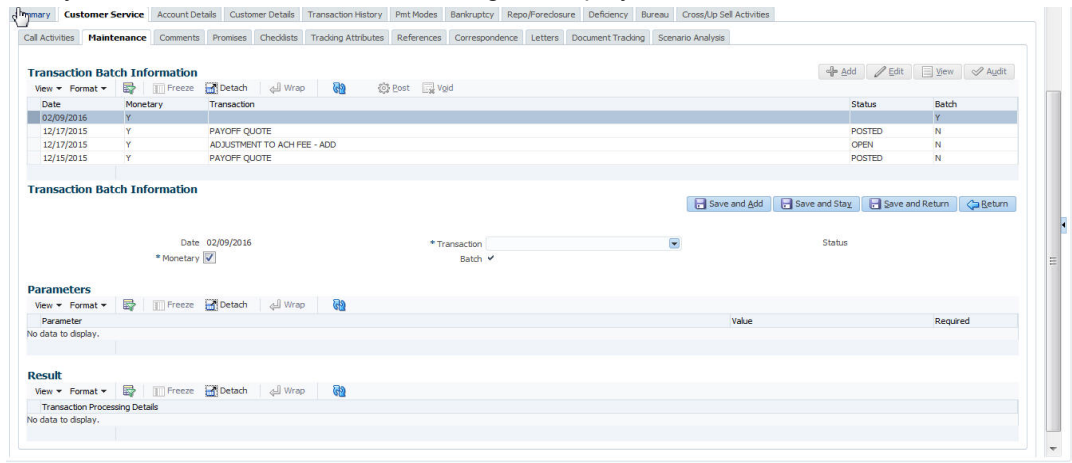 Summary Customer Service Account Details Customer Details Transaction History Pmt Modes Bankruptcy Repo/Foreclosure Deficiency Bureau Cross/Up Sell Activities
Call Activities Maintenance Comments Promises Checklists Tracking Attributes References Correspondence Letters Document Tracking Scenario Analysis
Transaction Batch Information
Add Edit View Audit
View Format Freeze Detach Wrap Post Void
Date Monetary Transaction Status Batch
02/09/2016 Y Y
12/17/2015 Y PAYOFF QUOTE POSTED N
12/17/2015 Y ADJUSTMENT TO ACH FEE - ADD OPEN N
12/15/2015 Y PAYOFF QUOTE POSTED N
Transaction Batch Information
Save and Add Save and Stay Save and Return Return
Date 02/09/2016 * Transaction Status
* Monetary Batch
Parameters
View Format Freeze Detach Wrap
Parameter Value Required
No data to display.
Result
View Format Freeze Detach Wrap
Transaction Processing Details
No data to display.